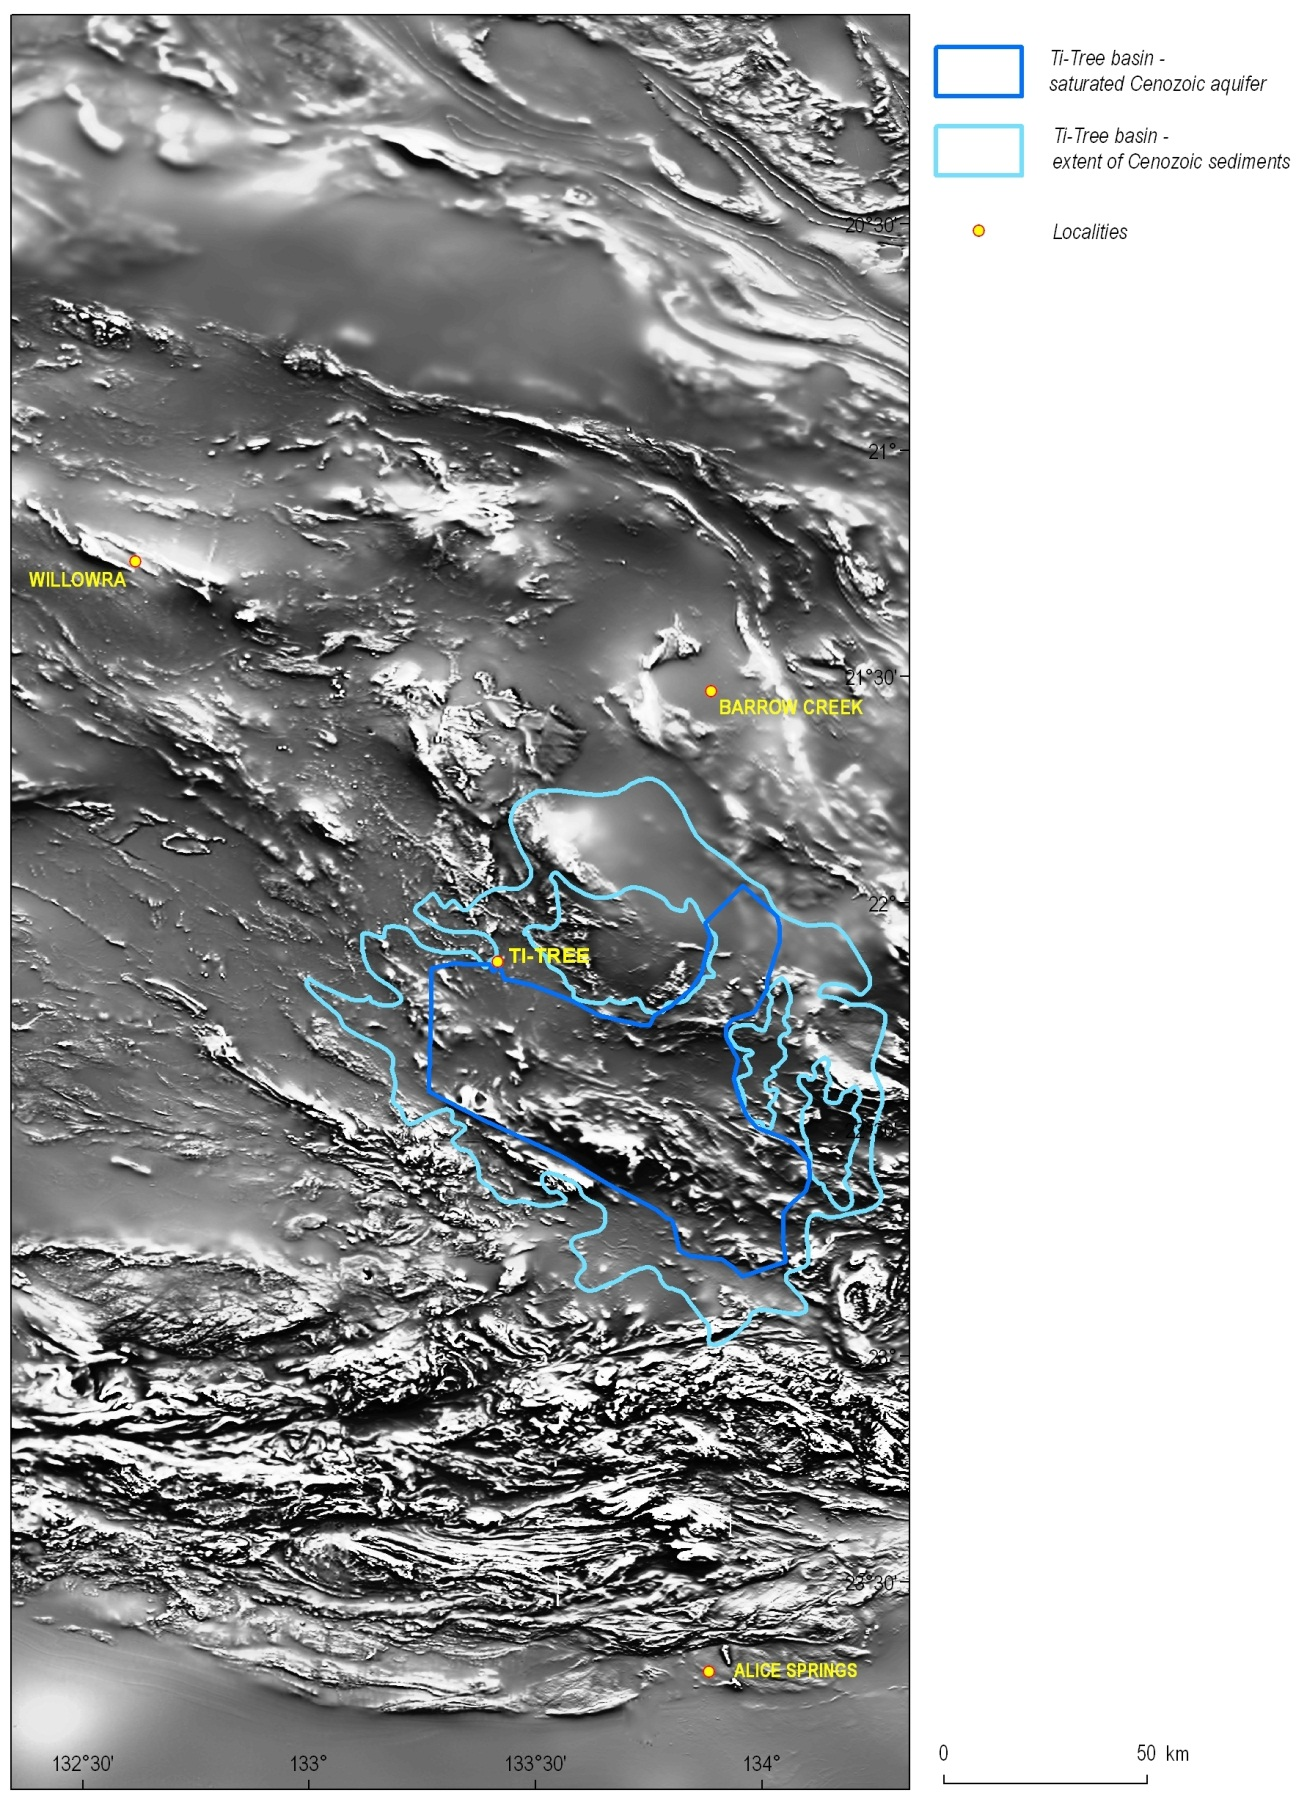 Ti-Tree basin -
saturated Cenozoic aquifer
Ti-Tree basin -
extent of Cenozoic sediments
Localities
20°30'
21°
WILLOWRA
21°30'
BARROW CREEK
22°
TI-TREE
23°
23°30'
ALICE SPRINGS
132°30'
133°
133°30'
134°
0
50 km